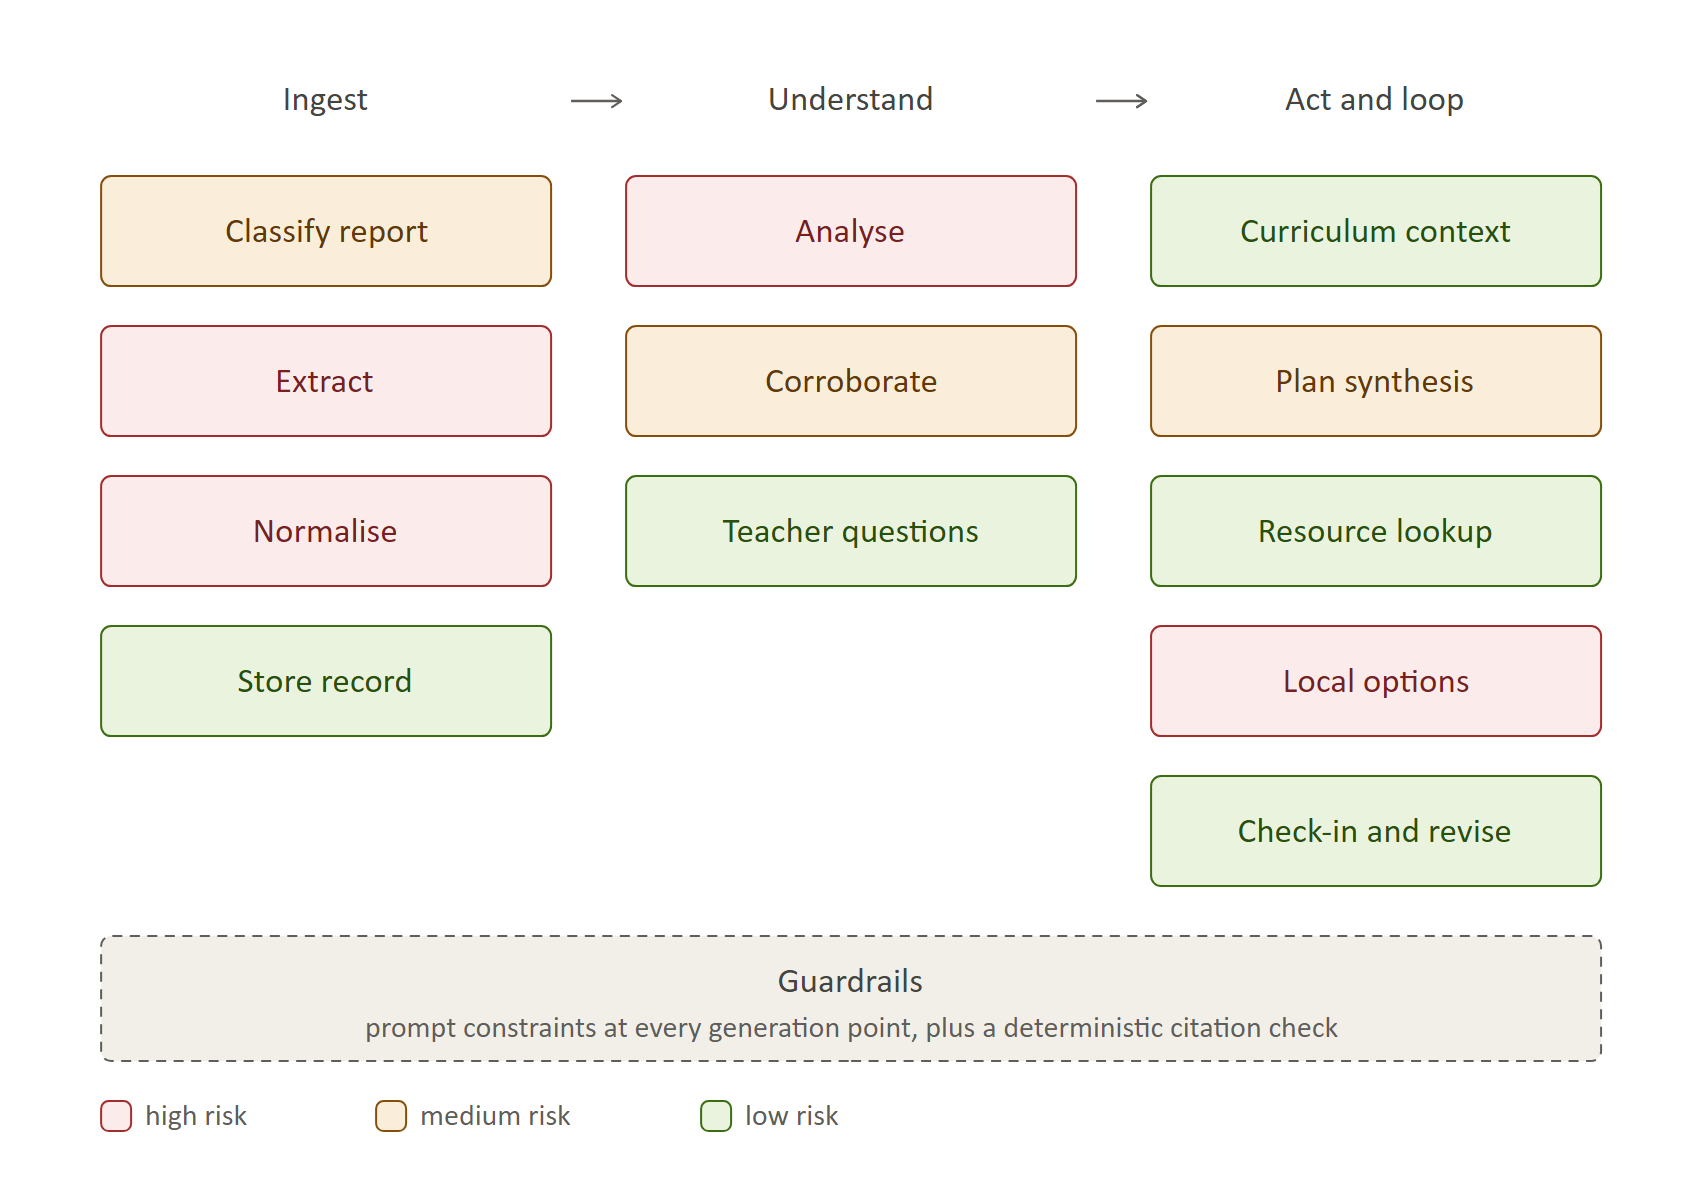 Ingest
Understand
Act and loop
Classify report
Analyse
Curriculum context
Extract
Corroborate
Plan synthesis
Normalise
Teacher questions
Resource lookup
Store record
Local options
Check-in and revise
Guardrails
prompt constraints at every generation point, plus a deterministic citation check
high risk
medium risk
low risk